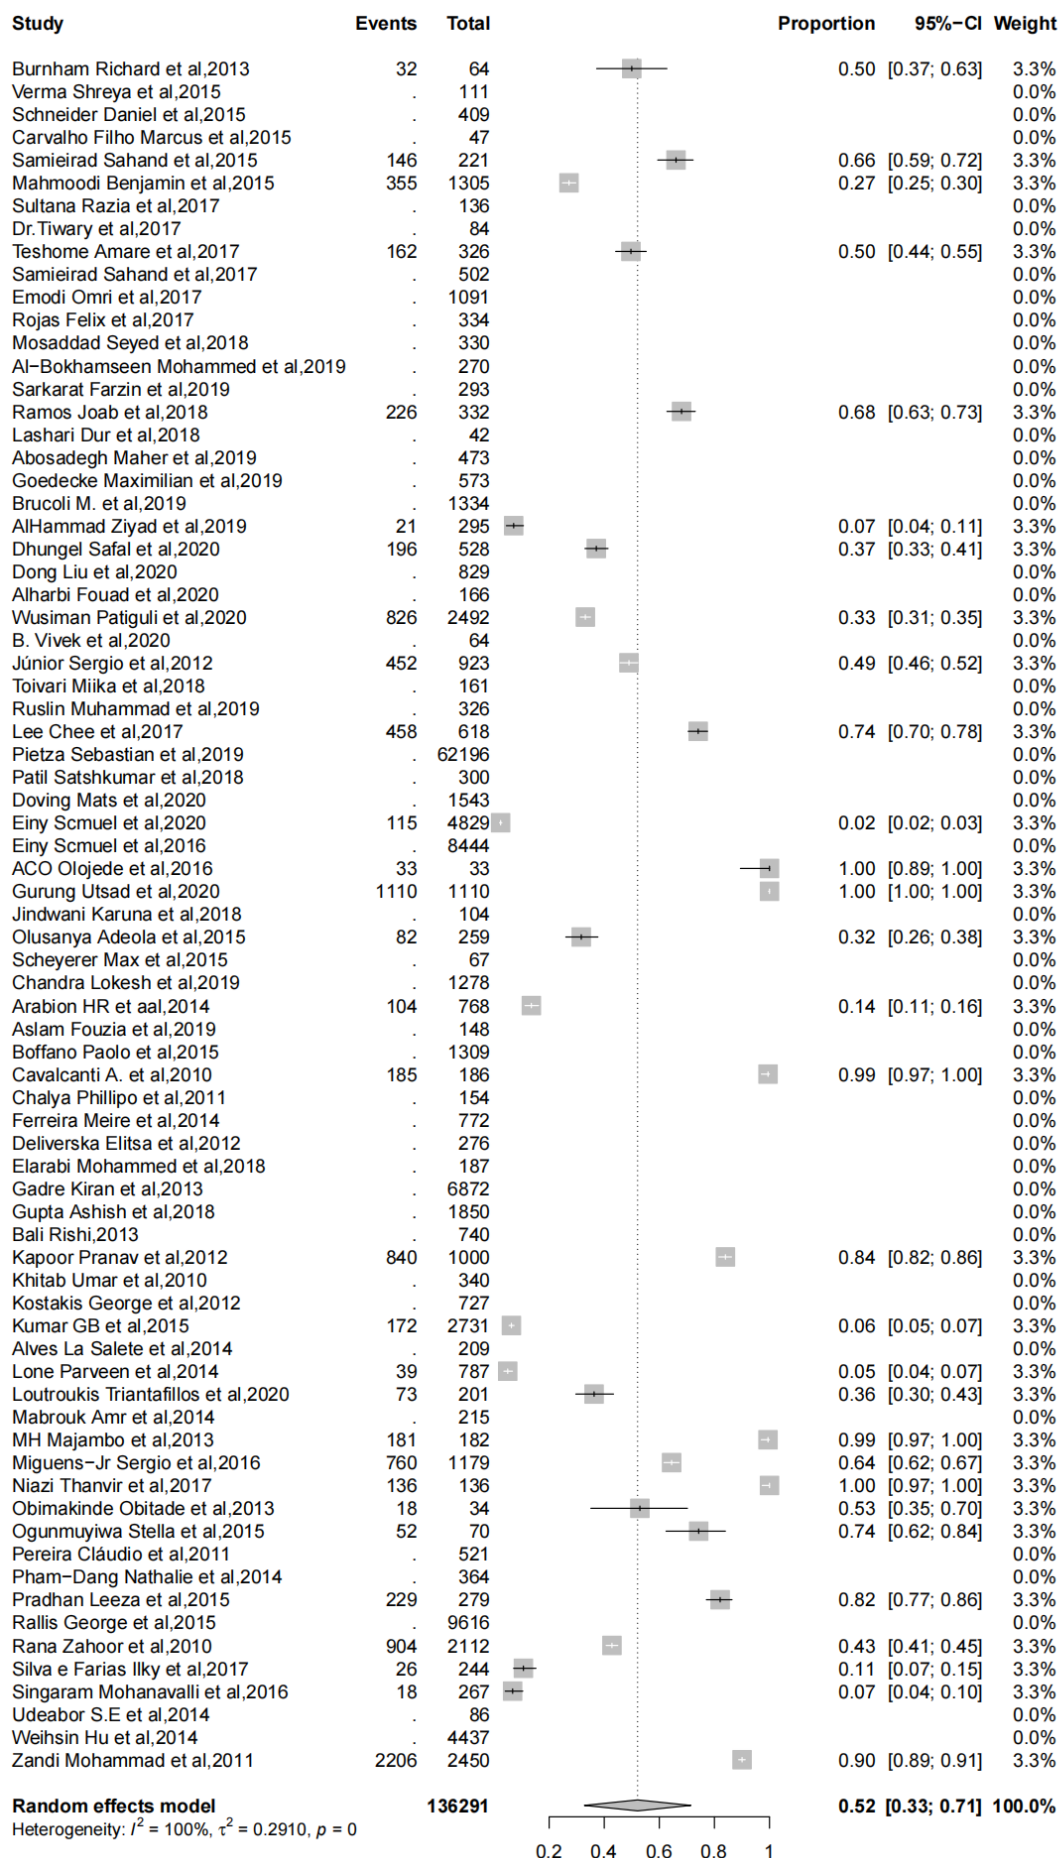 Study Events Total Proportion 95%−CI Weight
Burnham Richard et al,2013 32 64 0.50 [0.37; 0.63] 3.3%
Verma Shreya et al,2015 . 111 0.0%
Schneider Daniel et al,2015 . 409 0.0%
Carvalho Filho Marcus et al,2015 . 47 0.0%
Samieirad Sahand et al,2015 146 221 0.66 [0.59; 0.72] 3.3%
Mahmoodi Benjamin et al,2015 355 1305 0.27 [0.25; 0.30] 3.3%
Sultana Razia et al,2017 . 136 0.0%
Dr.Tiwary et al,2017 . 84 0.0%
Teshome Amare et al,2017 162 326 0.50 [0.44; 0.55] 3.3%
Samieirad Sahand et al,2017 . 502 0.0%
Emodi Omri et al,2017 . 1091 0.0%
Rojas Felix et al,2017 . 334 0.0%
Mosaddad Seyed et al,2018 . 330 0.0%
Al−Bokhamseen Mohammed et al,2019 . 270 0.0%
Sarkarat Farzin et al,2019 . 293 0.0%
Ramos Joab et al,2018 226 332 0.68 [0.63; 0.73] 3.3%
Lashari Dur et al,2018 . 42 0.0%
Abosadegh Maher et al,2019 . 473 0.0%
Goedecke Maximilian et al,2019 . 573 0.0%
Brucoli M. et al,2019 . 1334 0.0%
AlHammad Ziyad et al,2019 21 295 0.07 [0.04; 0.11] 3.3%
Dhungel Safal et al,2020 196 528 0.37 [0.33; 0.41] 3.3%
Dong Liu et al,2020 . 829 0.0%
Alharbi Fouad et al,2020 . 166 0.0%
Wusiman Patiguli et al,2020 826 2492 0.33 [0.31; 0.35] 3.3%
B. Vivek et al,2020 . 64 0.0%
Júnior Sergio et al,2012 452 923 0.49 [0.46; 0.52] 3.3%
Toivari Miika et al,2018 . 161 0.0%
Ruslin Muhammad et al,2019 . 326 0.0%
Lee Chee et al,2017 458 618 0.74 [0.70; 0.78] 3.3%
Pietza Sebastian et al,2019 . 62196 0.0%
Patil Satshkumar et al,2018 . 300 0.0%
Doving Mats et al,2020 . 1543 0.0%
Einy Scmuel et al,2020 115 4829 0.02 [0.02; 0.03] 3.3%
Einy Scmuel et al,2016 . 8444 0.0%
ACO Olojede et al,2016 33 33 1.00 [0.89; 1.00] 3.3%
Gurung Utsad et al,2020 1110 1110 1.00 [1.00; 1.00] 3.3%
Jindwani Karuna et al,2018 . 104 0.0%
Olusanya Adeola et al,2015 82 259 0.32 [0.26; 0.38] 3.3%
Scheyerer Max et al,2015 . 67 0.0%
Chandra Lokesh et al,2019 . 1278 0.0%
Arabion HR et aal,2014 104 768 0.14 [0.11; 0.16] 3.3%
Aslam Fouzia et al,2019 . 148 0.0%
Boffano Paolo et al,2015 . 1309 0.0%
Cavalcanti A. et al,2010 185 186 0.99 [0.97; 1.00] 3.3%
Chalya Phillipo et al,2011 . 154 0.0%
Ferreira Meire et al,2014 . 772 0.0%
Deliverska Elitsa et al,2012 . 276 0.0%
Elarabi Mohammed et al,2018 . 187 0.0%
Gadre Kiran et al,2013 . 6872 0.0%
Gupta Ashish et al,2018 . 1850 0.0%
Bali Rishi,2013 . 740 0.0%
Kapoor Pranav et al,2012 840 1000 0.84 [0.82; 0.86] 3.3%
Khitab Umar et al,2010 . 340 0.0%
Kostakis George et al,2012 . 727 0.0%
Kumar GB et al,2015 172 2731 0.06 [0.05; 0.07] 3.3%
Alves La Salete et al,2014 . 209 0.0%
Lone Parveen et al,2014 39 787 0.05 [0.04; 0.07] 3.3%
Loutroukis Triantafillos et al,2020 73 201 0.36 [0.30; 0.43] 3.3%
Mabrouk Amr et al,2014 . 215 0.0%
MH Majambo et al,2013 181 182 0.99 [0.97; 1.00] 3.3%
Miguens−Jr Sergio et al,2016 760 1179 0.64 [0.62; 0.67] 3.3%
Niazi Thanvir et al,2017 136 136 1.00 [0.97; 1.00] 3.3%
Obimakinde Obitade et al,2013 18 34 0.53 [0.35; 0.70] 3.3%
Ogunmuyiwa Stella et al,2015 52 70 0.74 [0.62; 0.84] 3.3%
Pereira Cláudio et al,2011 . 521 0.0%
Pham−Dang Nathalie et al,2014 . 364 0.0%
Pradhan Leeza et al,2015 229 279 0.82 [0.77; 0.86] 3.3%
Rallis George et al,2015 . 9616 0.0%
Rana Zahoor et al,2010 904 2112 0.43 [0.41; 0.45] 3.3%
Silva e Farias Ilky et al,2017 26 244 0.11 [0.07; 0.15] 3.3%
Singaram Mohanavalli et al,2016 18 267 0.07 [0.04; 0.10] 3.3%
Udeabor S.E et al,2014 . 86 0.0%
Weihsin Hu et al,2014 . 4437 0.0%
Zandi Mohammad et al,2011 2206 2450 0.90 [0.89; 0.91] 3.3%
Random effects model 136291 0.52 [0.33; 0.71] 100.0%
Heterogeneity: I² = 100%, τ² = 0.2910, p = 0
0.2 0.4 0.6 0.8 1